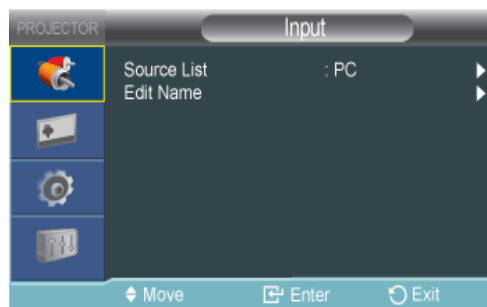 PROJECTOR Input
Source List : PC
Edit Name
Move Enter Exit